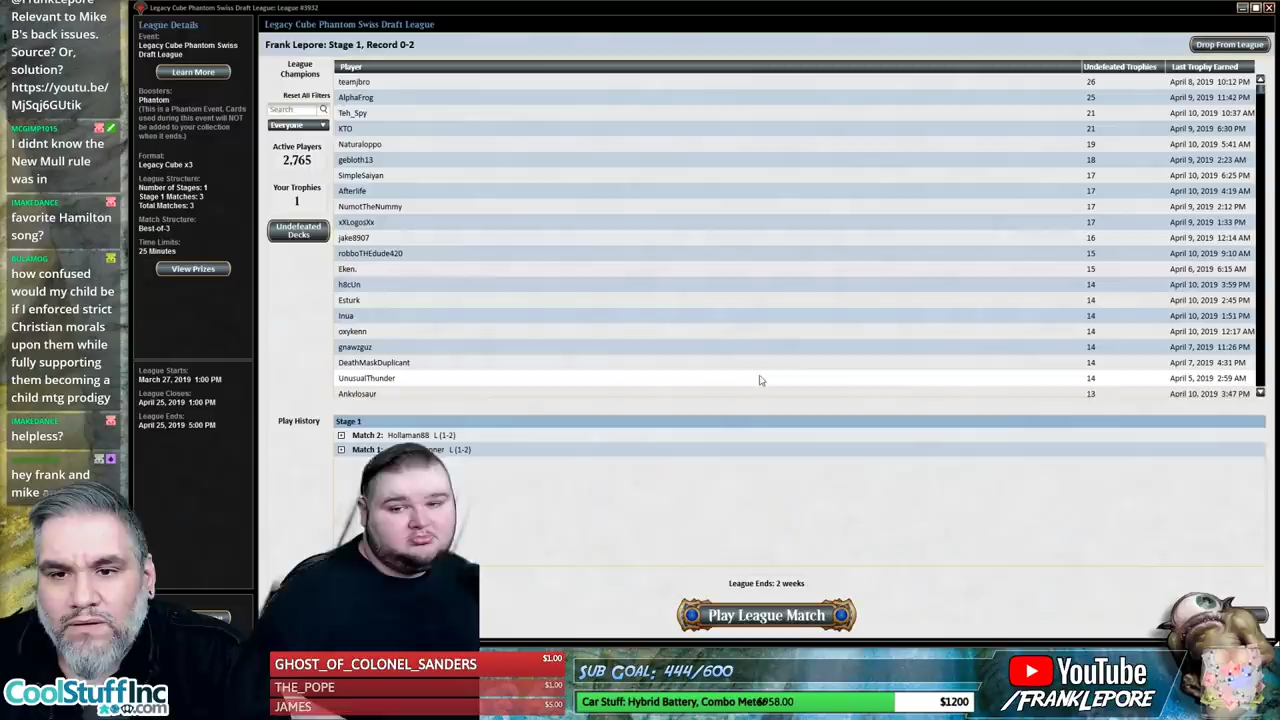 @FrankLepore
Relevant to Mike
B's back issues.
Source? Or,
solution?
https://youtu.be/
MjSqj6GUtik
MCGIMP1015
I didnt know the
New Mull rule
was in
IMAKEDANCE
favorite Hamilton
song?
BULAMOG
how confused
would my child be
if I enforced strict
Christian morals
upon them while
fully supporting
them becoming a
child mtg prodigy
IMAKEDANCE
helpless?
hey frank and
mike
Legacy Cube Phantom Swiss Draft League: League #3932
League Details
Event:
Legacy Cube Phantom Swiss
Draft League
Learn More
Boosters:
Phantom
(This is a Phantom Event. Cards
used during this event will NOT
be added to your collection
when it ends.)
Format:
Legacy Cube x3
League Structure:
Number of Stages: 1
Stage 1 Matches: 3
Total Matches: 3
Match Structure:
Best-of-3
Time Limits:
25 Minutes
View Prizes
League Starts:
March 27, 2019 1:00 PM
League Closes:
April 25, 2019 1:00 PM
League Ends:
April 25, 2019 5:00 PM
Legacy Cube Phantom Swiss Draft League
Frank Lepore: Stage 1, Record 0-2
Drop From League
League
Champions
Reset All Filters
Search
Everyone
Active Players
2,765
Your Trophies
1
Undefeated
Decks
Player Undefeated Trophies Last Trophy Earned
teamjbro 26 April 8, 2019 10:12 PM
AlphaFrog 25 April 9, 2019 11:42 PM
Teh_Spy 21 April 10, 2019 10:37 AM
KTO 21 April 9, 2019 6:30 PM
Naturaloppo 19 April 10, 2019 5:41 AM
gebloth13 18 April 9, 2019 2:23 AM
SimpleSaiyan 17 April 10, 2019 6:25 PM
Afterlife 17 April 10, 2019 4:19 AM
NumotTheNummy 17 April 9, 2019 2:12 PM
xXLogosXx 17 April 9, 2019 1:33 PM
jake8907 16 April 9, 2019 12:14 AM
robboTHEdude420 15 April 10, 2019 9:10 AM
Eken. 15 April 6, 2019 6:15 AM
h8cUn 14 April 10, 2019 3:59 PM
Esturk 14 April 10, 2019 2:45 PM
Inua 14 April 10, 2019 1:51 PM
oxykenn 14 April 10, 2019 12:17 AM
gnawzguz 14 April 7, 2019 11:26 PM
DeathMaskDuplicant 14 April 7, 2019 4:31 PM
UnusualThunder 14 April 5, 2019 2:59 AM
Ankylosaur 13 April 10, 2019 3:47 PM
Play History
Stage 1
Match 2: Hollaman88 L (1-2)
Match 1: L (1-2)
League Ends: 2 weeks
Play League Match
GHOST_OF_COLONEL_SANDERS $1.00
THE_POPE $1.00
JAMES $5.00
SUB GOAL: 444/600
Car Stuff: Hybrid Battery, Combo Meter $958.00 $1200
YouTube
/FRANKLEPORE
CoolStuffInc
.com